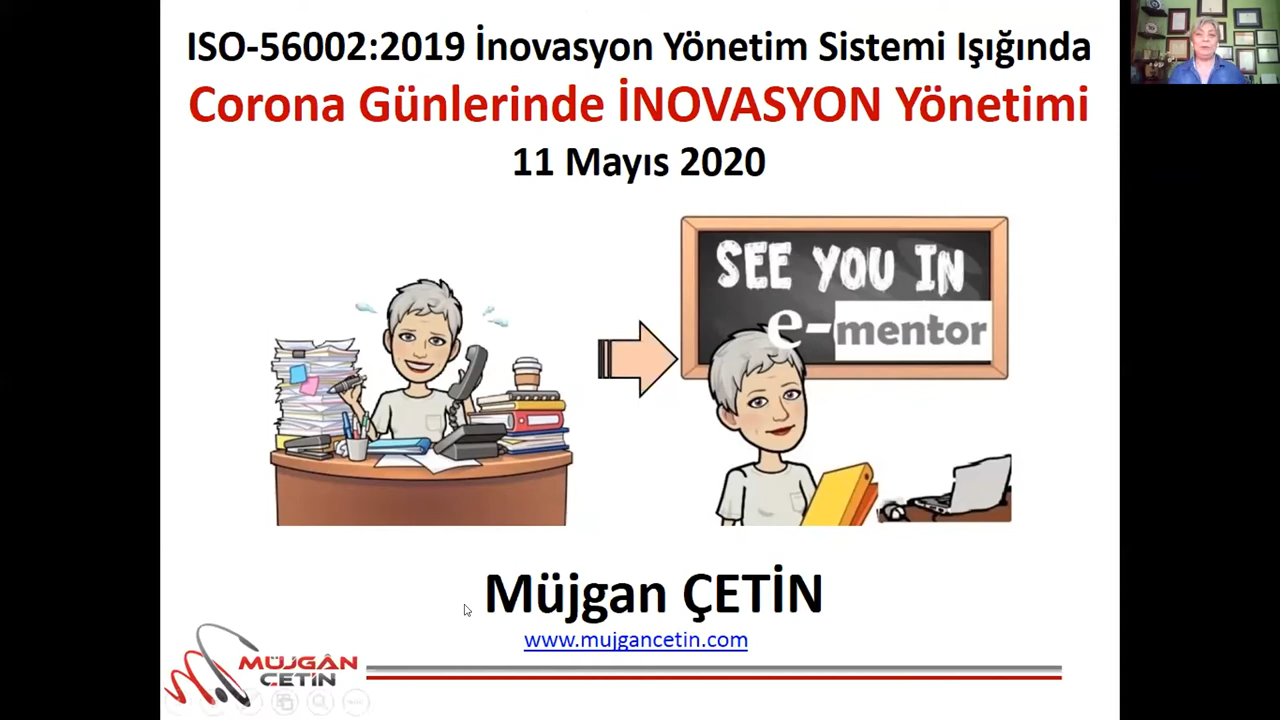 ISO-56002:2019 İnovasyon Yönetim Sistemi Işığında
Corona Günlerinde İNOVASYON Yönetimi
11 Mayıs 2020
SEE YOU IN
e-mentor
Müjgan ÇETİN
www.mujgancetin.com
MÜJGÂN
ÇETİN